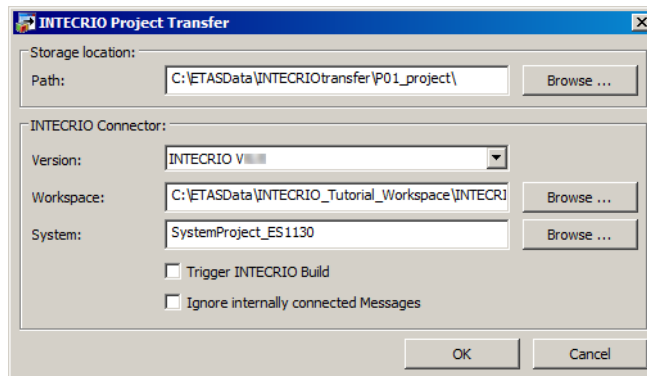 INTECRIO Project Transfer
Storage location:
Path: C:\ETASData\INTECRIOtransfer\P01_project\ Browse ...
INTECRIO Connector:
Version: INTECRIO V
Workspace: C:\ETASData\INTECRIO_Tutorial_Workspace\INTECRI Browse ...
System: SystemProject_ES1130 Browse ...
Trigger INTECRIO Build
Ignore internally connected Messages
OK Cancel